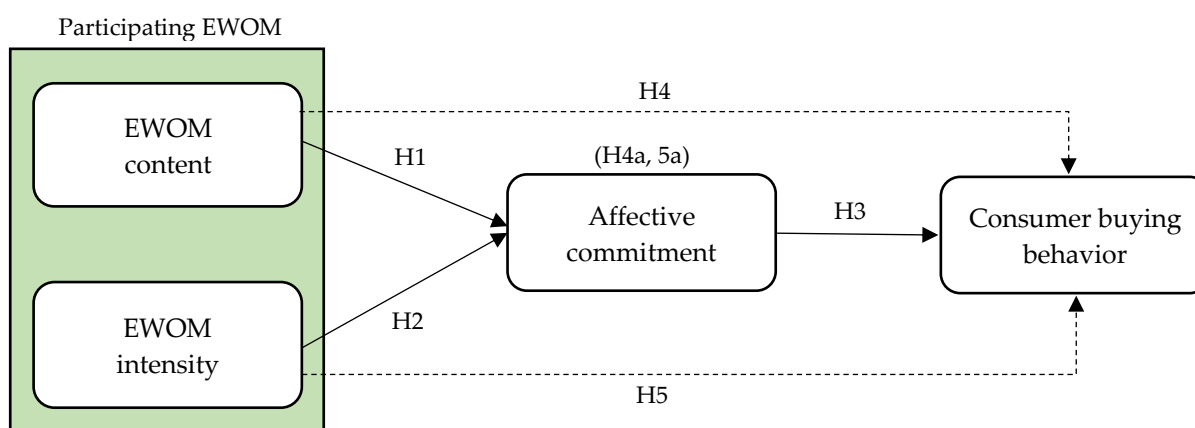 Participating EWOM
EWOM
content
H4
H1
(H4a, 5a)
Affective
commitment
H3
Consumer buying
behavior
EWOM
intensity
H2
H5